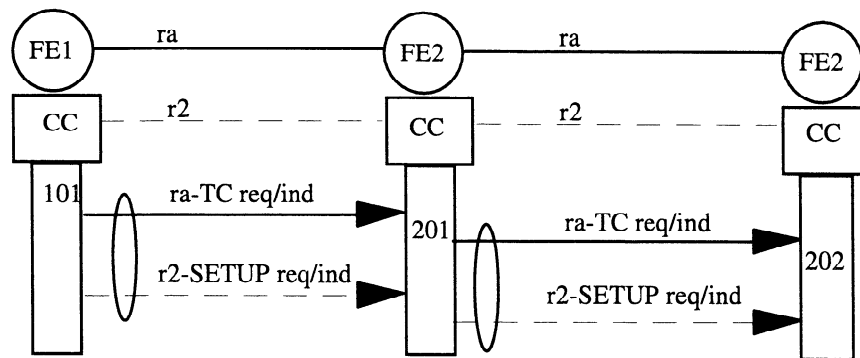 FE1 ra FE2 ra FE2
CC r2 CC r2 CC
101 ra-TC req/ind 201 ra-TC req/ind 202
r2-SETUP req/ind r2-SETUP req/ind